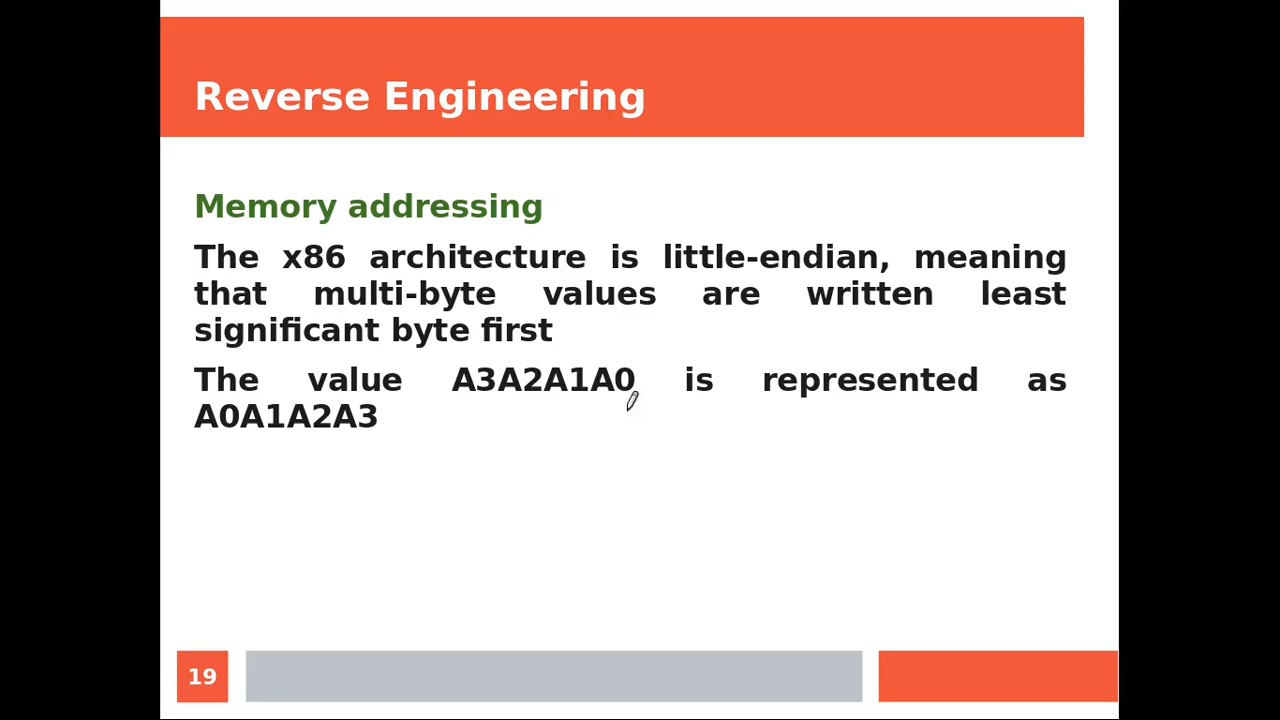 Reverse Engineering
Memory addressing
The x86 architecture is little-endian, meaning
that multi-byte values are written least
significant byte first
The value A3A2A1A0 is represented as
A0A1A2A3
19